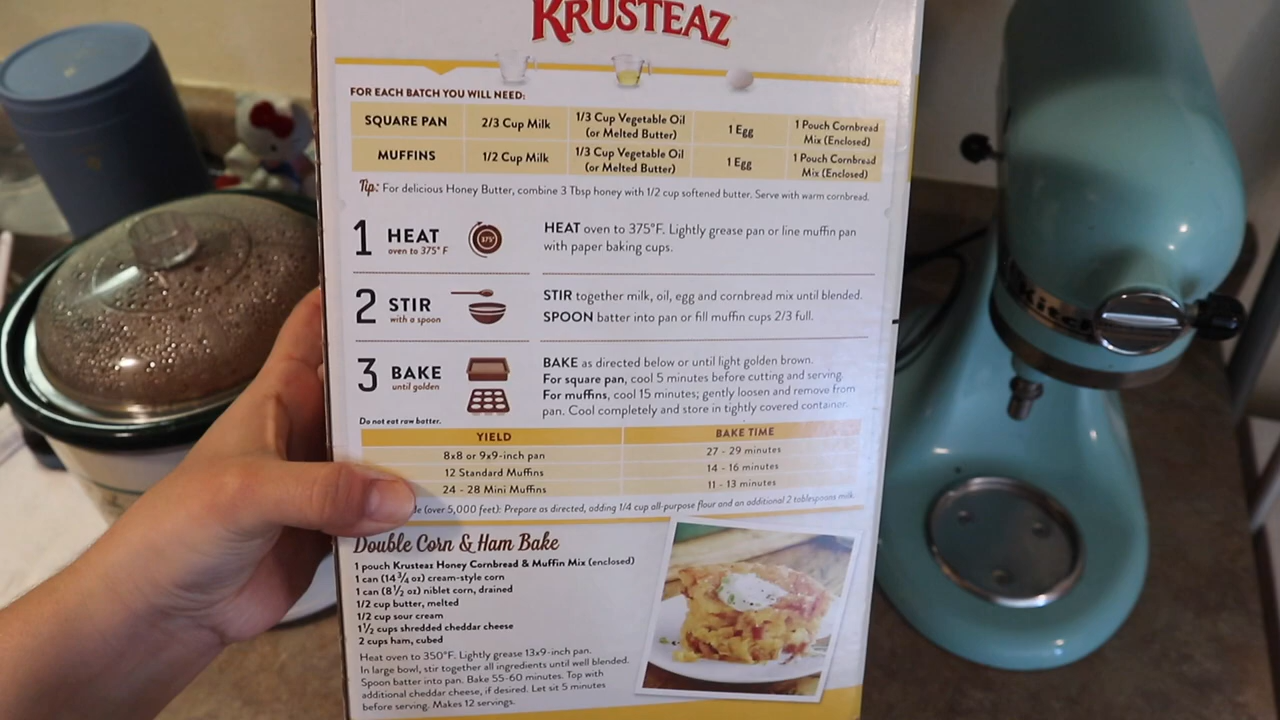 KRUSTEAZ
FOR EACH BATCH YOU WILL NEED:
SQUARE PAN 2/3 Cup Milk 1/3 Cup Vegetable Oil (or Melted Butter) 1 Egg 1 Pouch Cornbread Mix (Enclosed)
MUFFINS 1/2 Cup Milk 1/3 Cup Vegetable Oil (or Melted Butter) 1 Egg 1 Pouch Cornbread Mix (Enclosed)
Tip: For delicious Honey Butter, combine 3 Tbsp honey with 1/2 cup softened butter. Serve with warm cornbread.
1 HEAT
oven to 375° F
375°
HEAT oven to 375°F. Lightly grease pan or line muffin pan
with paper baking cups.
2 STIR
with a spoon
STIR together milk, oil, egg and cornbread mix until blended.
SPOON batter into pan or fill muffin cups 2/3 full.
3 BAKE
until golden
BAKE as directed below or until light golden brown.
For square pan, cool 5 minutes before cutting and serving.
For muffins, cool 15 minutes; gently loosen and remove from
pan. Cool completely and store in tightly covered container.
Do not eat raw batter.
YIELD BAKE TIME
8x8 or 9x9-inch pan 27 - 29 minutes
12 Standard Muffins 14 - 16 minutes
24 - 28 Mini Muffins 11 - 13 minutes
(over 5,000 feet): Prepare as directed, adding 1/4 cup all-purpose flour and an additional 2 tablespoons milk.
Double Corn & Ham Bake
1 pouch Krusteaz Honey Cornbread & Muffin Mix (enclosed)
1 can (14 3/4 oz) cream-style corn
1 can (8 1/2 oz) niblet corn, drained
1/2 cup butter, melted
1/2 cup sour cream
1 1/2 cups shredded cheddar cheese
2 cups ham, cubed
Heat oven to 350°F. Lightly grease 13x9-inch pan.
In large bowl, stir together all ingredients until well blended.
Spoon batter into pan. Bake 55-60 minutes. Top with
additional cheddar cheese, if desired. Let sit 5 minutes
before serving. Makes 12 servings.